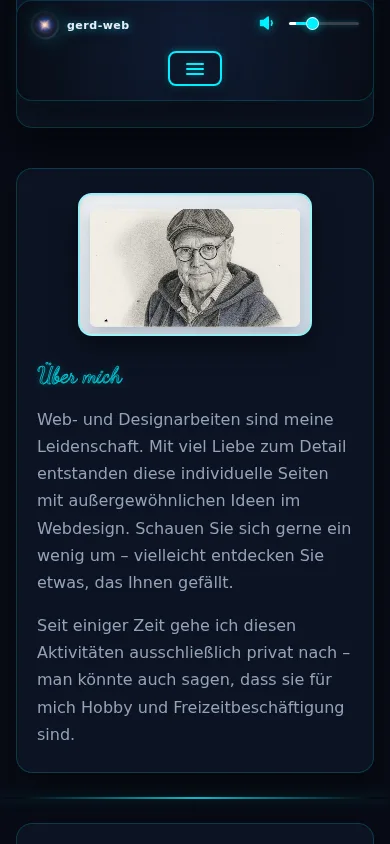 gerd-web
Über mich
Web- und Designarbeiten sind meine
Leidenschaft. Mit viel Liebe zum Detail
entstanden diese individuelle Seiten
mit außergewöhnlichen Ideen im
Webdesign. Schauen Sie sich gerne ein
wenig um – vielleicht entdecken Sie
etwas, das Ihnen gefällt.
Seit einiger Zeit gehe ich diesen
Aktivitäten ausschließlich privat nach –
man könnte auch sagen, dass sie für
mich Hobby und Freizeitbeschäftigung
sind.